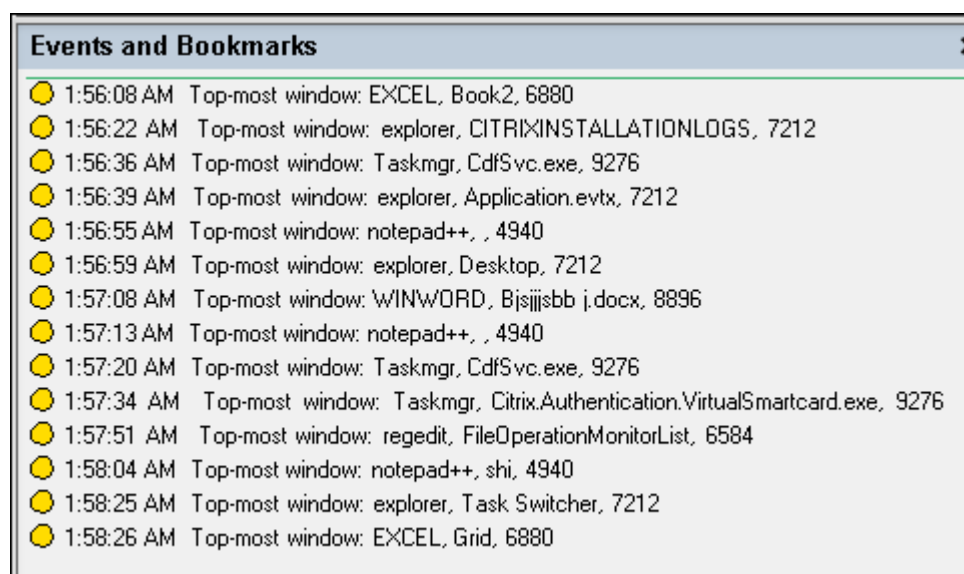 Events and Bookmarks
1:56:08 AM Top-most window: EXCEL, Book2, 6880
1:56:22 AM Top-most window: explorer, CITRIXINSTALLATIONLOGS, 7212
1:56:36 AM Top-most window: Taskmgr, CdfSvc.exe, 9276
1:56:39 AM Top-most window: explorer, Application.evtx, 7212
1:56:55 AM Top-most window: notepad++, , 4940
1:56:59 AM Top-most window: explorer, Desktop, 7212
1:57:08 AM Top-most window: WINWORD, Bjsjjjsbb j.docx, 8896
1:57:13 AM Top-most window: notepad++, , 4940
1:57:20 AM Top-most window: Taskmgr, CdfSvc.exe, 9276
1:57:34 AM Top-most window: Taskmgr, Citrix.Authentication.VirtualSmartcard.exe, 9276
1:57:51 AM Top-most window: regedit, FileOperationMonitorList, 6584
1:58:04 AM Top-most window: notepad++, shi, 4940
1:58:25 AM Top-most window: explorer, Task Switcher, 7212
1:58:26 AM Top-most window: EXCEL, Grid, 6880